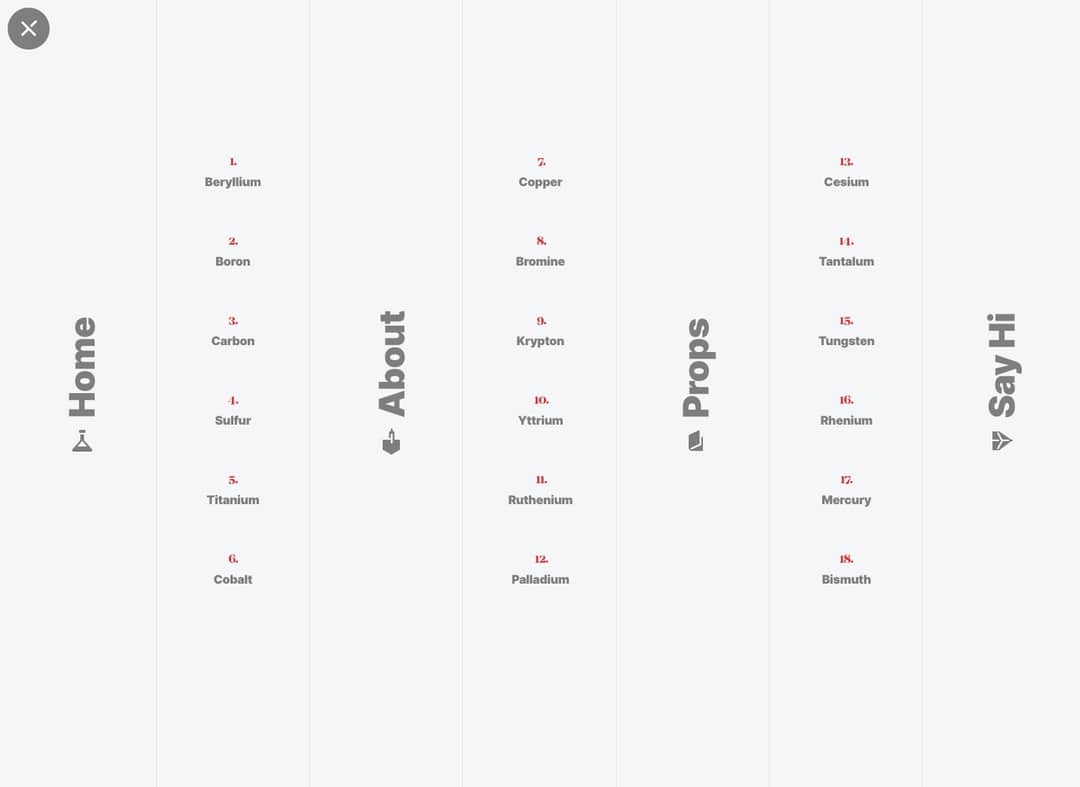 Home
1.
Beryllium
2.
Boron
3.
Carbon
4.
Sulfur
5.
Titanium
6.
Cobalt
About
7.
Copper
8.
Bromine
9.
Krypton
10.
Yttrium
11.
Ruthenium
12.
Palladium
Props
13.
Cesium
14.
Tantalum
15.
Tungsten
16.
Rhenium
17.
Mercury
18.
Bismuth
Say Hi